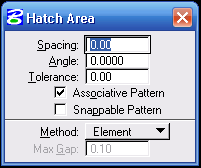 Hatch Area
Spacing: 0.00
Angle: 0.0000
Tolerance: 0.00
Associative Pattern
Snappable Pattern
Method: Element
Max Gap: 0.10